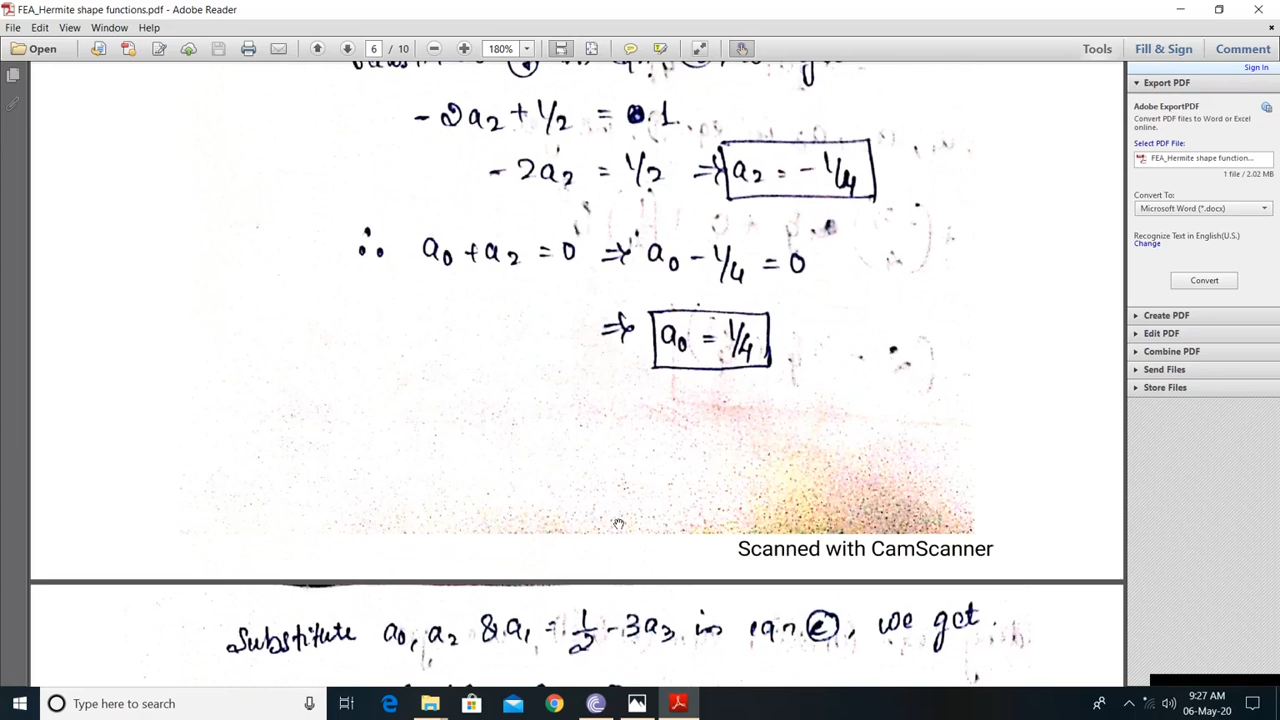 FEA_Hermite shape functions.pdf - Adobe Reader
File Edit View Window Help
Open 6 / 10 180% Tools Fill & Sign Comment
Sign In
Export PDF
Adobe ExportPDF
Convert PDF files to Word or Excel
online.
Select PDF File:
FEA_Hermite shape function...
1 file / 2.02 MB
Convert To:
Microsoft Word (*.docx)
Recognize Text in English(U.S.)
Change
Convert
Create PDF
Edit PDF
Combine PDF
Send Files
Store Files
- 2a₂ + 1/2 = 1.
- 2a₂ = 1/2 => a₂ = - 1/4
∴ a₀ + a₂ = 0 => a₀ - 1/4 = 0
=> a₀ = 1/4
Scanned with CamScanner
Substitute a₀, a₂ & a₁ = 1/2 - 3a₃ in eqn. (c), we get.
Type here to search
9:27 AM
06-May-20